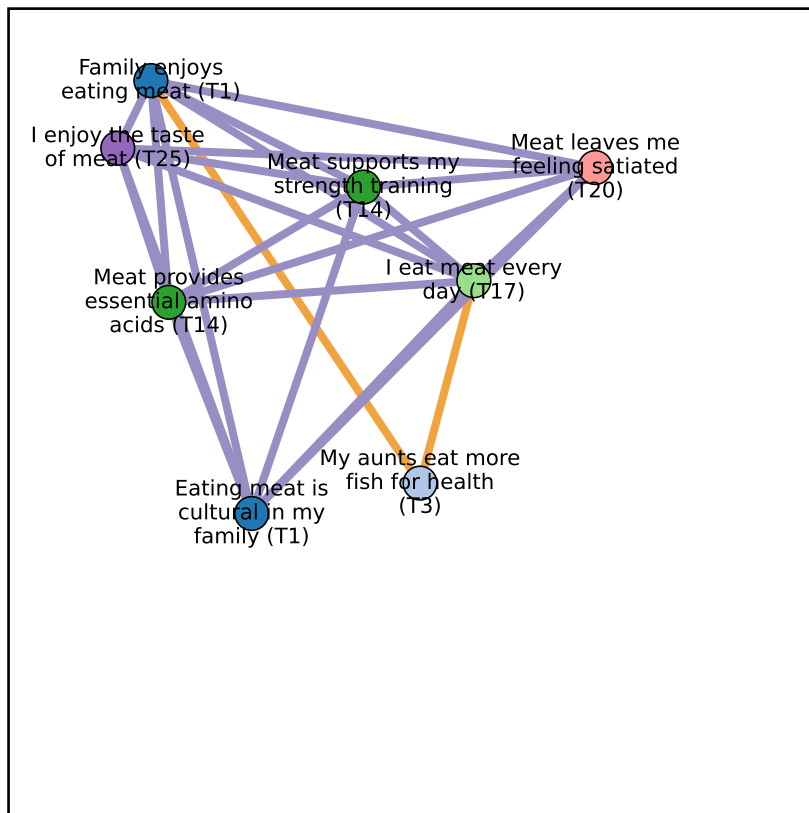 Family enjoys
eating meat (T1)
I enjoy the taste
of meat (T25)
Meat supports my
strength training
(T14)
Meat leaves me
feeling satiated
(T20)
I eat meat every
day (T17)
Meat provides
essential amino
acids (T14)
My aunts eat more
fish for health
(T3)
Eating meat is
cultural in my
family (T1)